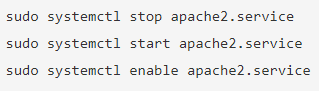 sudo systemctl stop apache2.service
sudo systemctl start apache2.service
sudo systemctl enable apache2.service